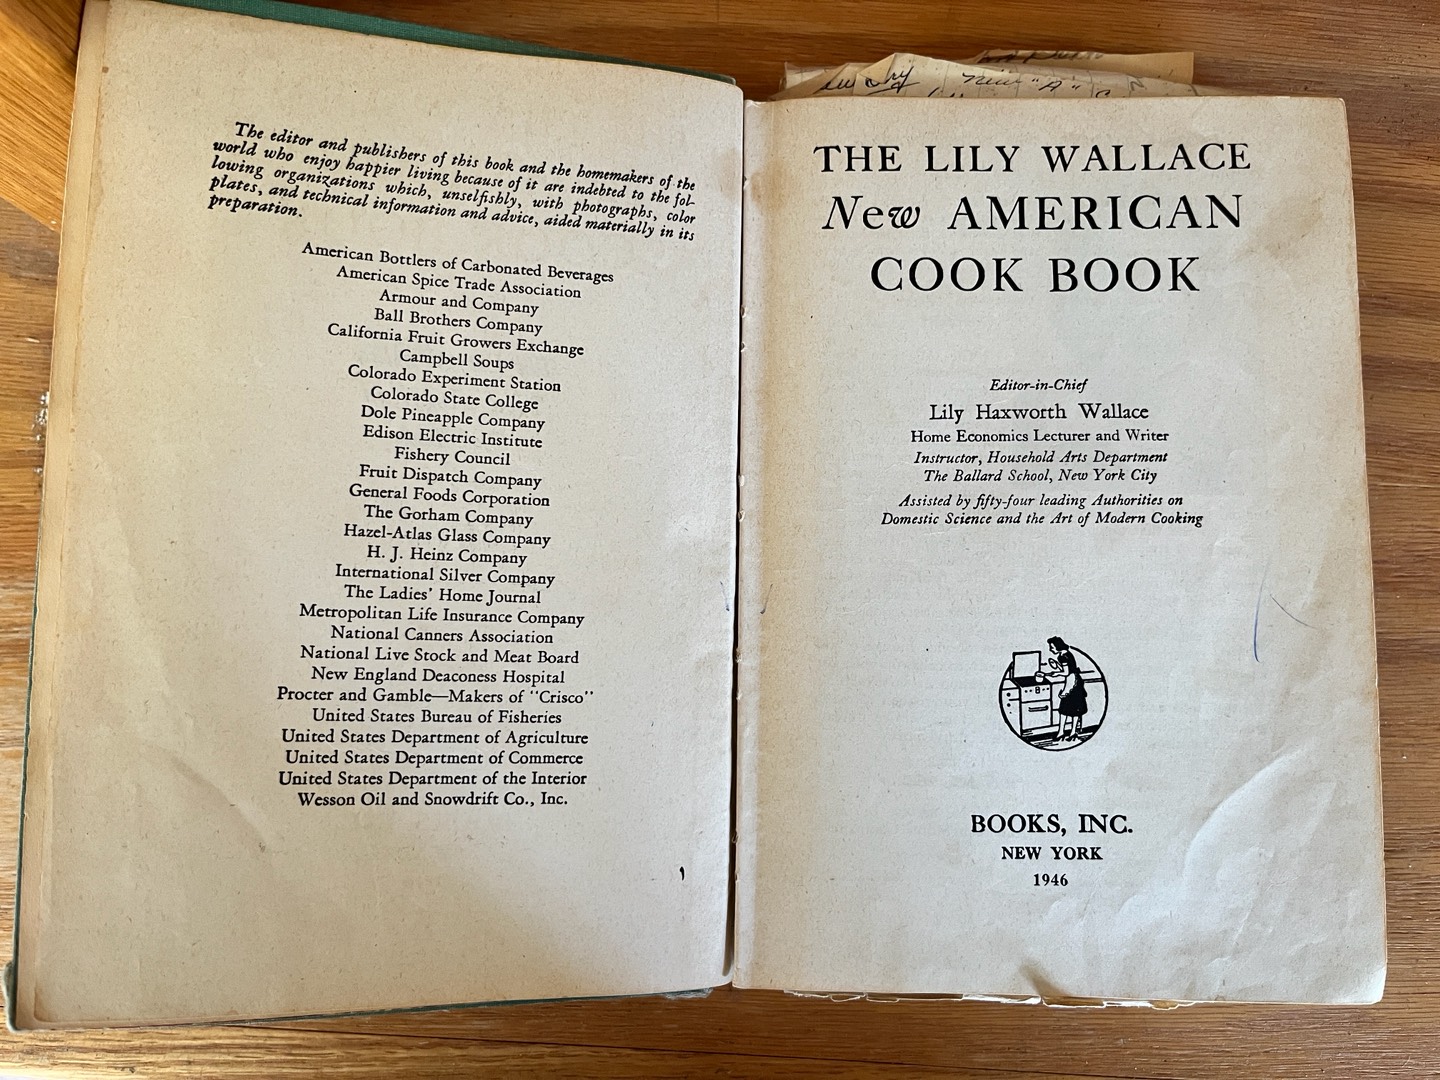 The editor and publishers of this book and the homemakers of the
world who enjoy happier living because of it are indebted to the fol-
lowing organizations which, unselfishly, with photographs, color
plates, and technical information and advice, aided materially in its
preparation.
American Bottlers of Carbonated Beverages
American Spice Trade Association
Armour and Company
Ball Brothers Company
California Fruit Growers Exchange
Campbell Soups
Colorado Experiment Station
Colorado State College
Dole Pineapple Company
Edison Electric Institute
Fishery Council
Fruit Dispatch Company
General Foods Corporation
The Gorham Company
Hazel-Atlas Glass Company
H. J. Heinz Company
International Silver Company
The Ladies' Home Journal
Metropolitan Life Insurance Company
National Canners Association
National Live Stock and Meat Board
New England Deaconess Hospital
Procter and Gamble—Makers of "Crisco"
United States Bureau of Fisheries
United States Department of Agriculture
United States Department of Commerce
United States Department of the Interior
Wesson Oil and Snowdrift Co., Inc.
"A"
THE LILY WALLACE
New AMERICAN
COOK BOOK
Editor-in-Chief
Lily Haxworth Wallace
Home Economics Lecturer and Writer
Instructor, Household Arts Department
The Ballard School, New York City
Assisted by fifty-four leading Authorities on
Domestic Science and the Art of Modern Cooking
BOOKS, INC.
NEW YORK
1946